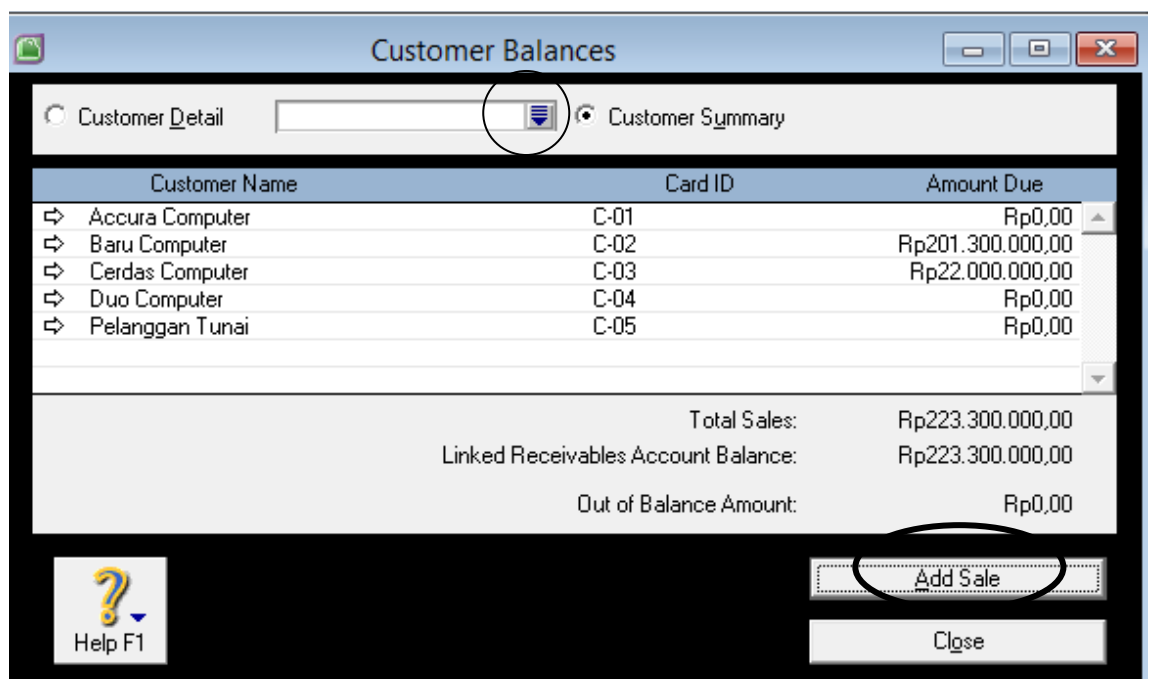 Customer Balances
Customer Detail Customer Summary
Customer Name Card ID Amount Due
Accura Computer C-01 Rp0,00
Baru Computer C-02 Rp201.300.000,00
Cerdas Computer C-03 Rp22.000.000,00
Duo Computer C-04 Rp0,00
Pelanggan Tunai C-05 Rp0,00
Total Sales: Rp223.300.000,00
Linked Receivables Account Balance: Rp223.300.000,00
Out of Balance Amount: Rp0,00
Add Sale
Help F1
Close